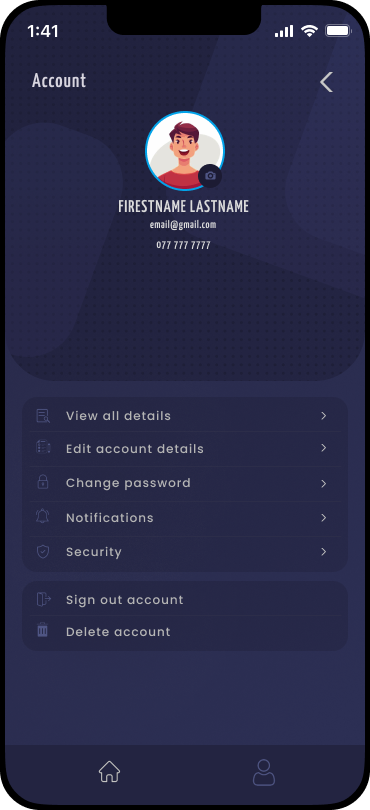 1:41
Account
FIRESTNAME LASTNAME
email@gmail.com
077 777 7777
View all details
Edit account details
Change password
Notifications
Security
Sign out account
Delete account